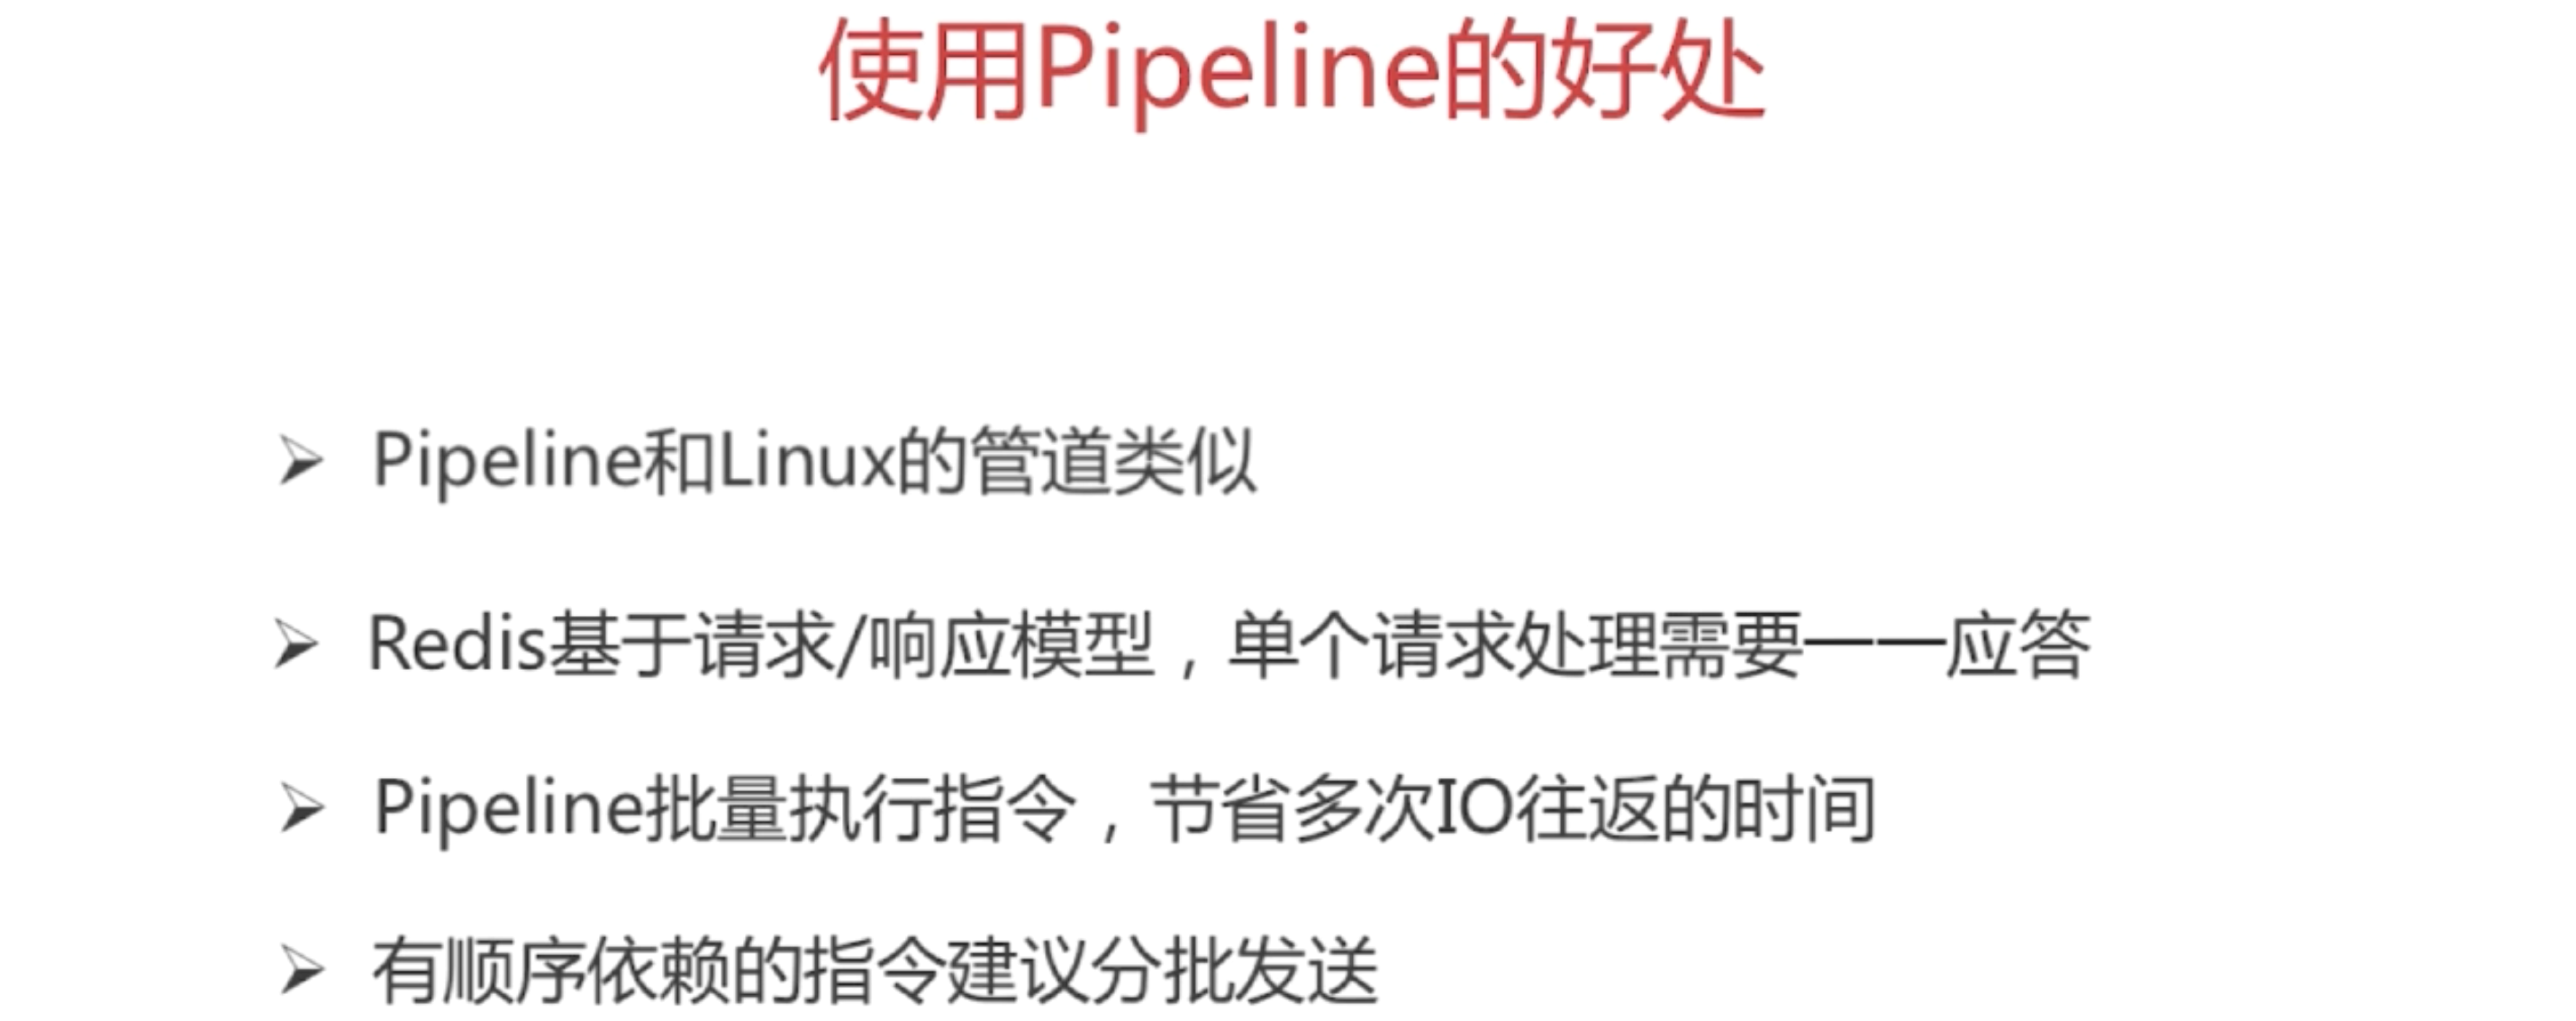 使用Pipeline的好处
Pipeline和Linux的管道类似
Redis基于请求/响应模型，单个请求处理需要一一应答
Pipeline批量执行指令，节省多次IO往返的时间
有顺序依赖的指令建议分批发送